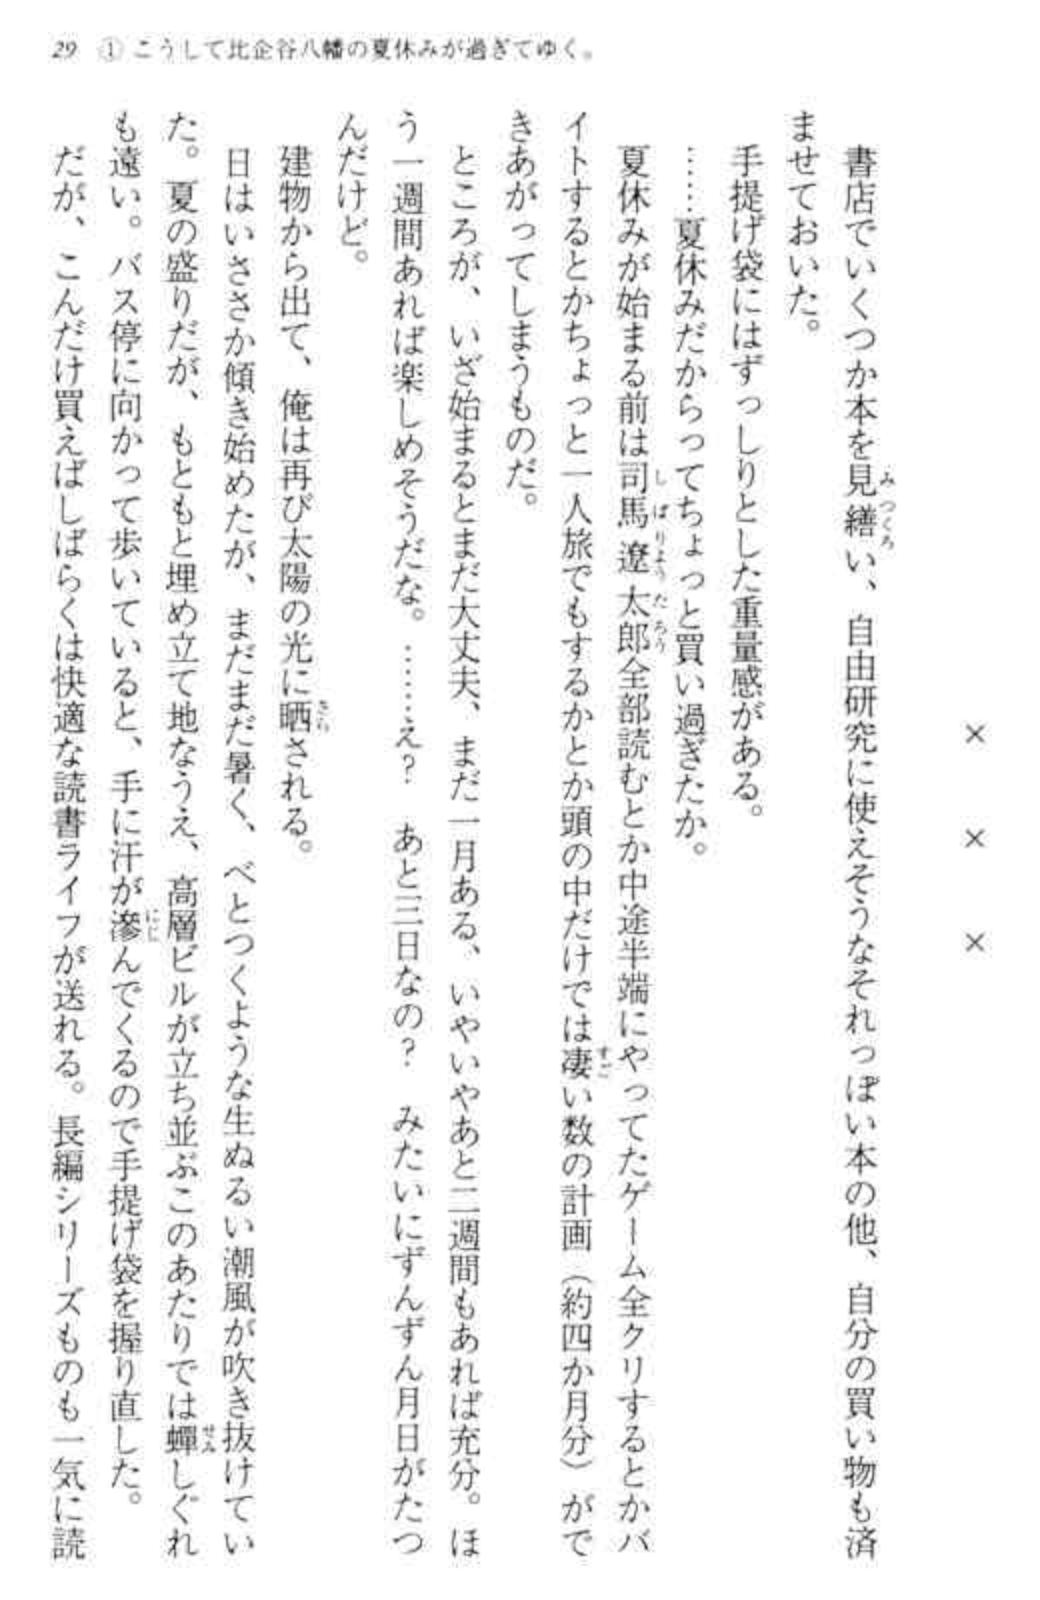 29 ① こうして比企谷八幡の夏休みが過ぎてゆく。
× × ×
書店でいくつか本を見繕い、自由研究に使えそうなそれっぽい本の他、自分の買い物も済
ませておいた。
手提げ袋にはずっしりとした重量感がある。
……夏休みだからってちょっと買い過ぎたか。
夏休みが始まる前は司馬遼太郎全部読むとか中途半端にやってたゲーム全クリするとかバ
イトするとかちょっと一人旅でもするかとか頭の中だけでは凄い数の計画（約四か月分）がで
きあがってしまうものだ。
ところが、いざ始まるとまだ大丈夫、まだ一月ある、いやいやあと二週間もあれば充分。ほ
う一週間あれば楽しめそうだな。……え？　あと三日なの？　みたいにずんずん月日がたつ
んだけど。
建物から出て、俺は再び太陽の光に晒される。
日はいささか傾き始めたが、まだまだ暑く、べとつくような生ぬるい潮風が吹き抜けてい
た。夏の盛りだが、もともと埋め立て地なうえ、高層ビルが立ち並ぶこのあたりでは蟬しぐれ
も遠い。バス停に向かって歩いていると、手に汗が滲んでくるので手提げ袋を握り直した。
だが、こんだけ買えばしばらくは快適な読書ライフが送れる。長編シリーズものも一気に読